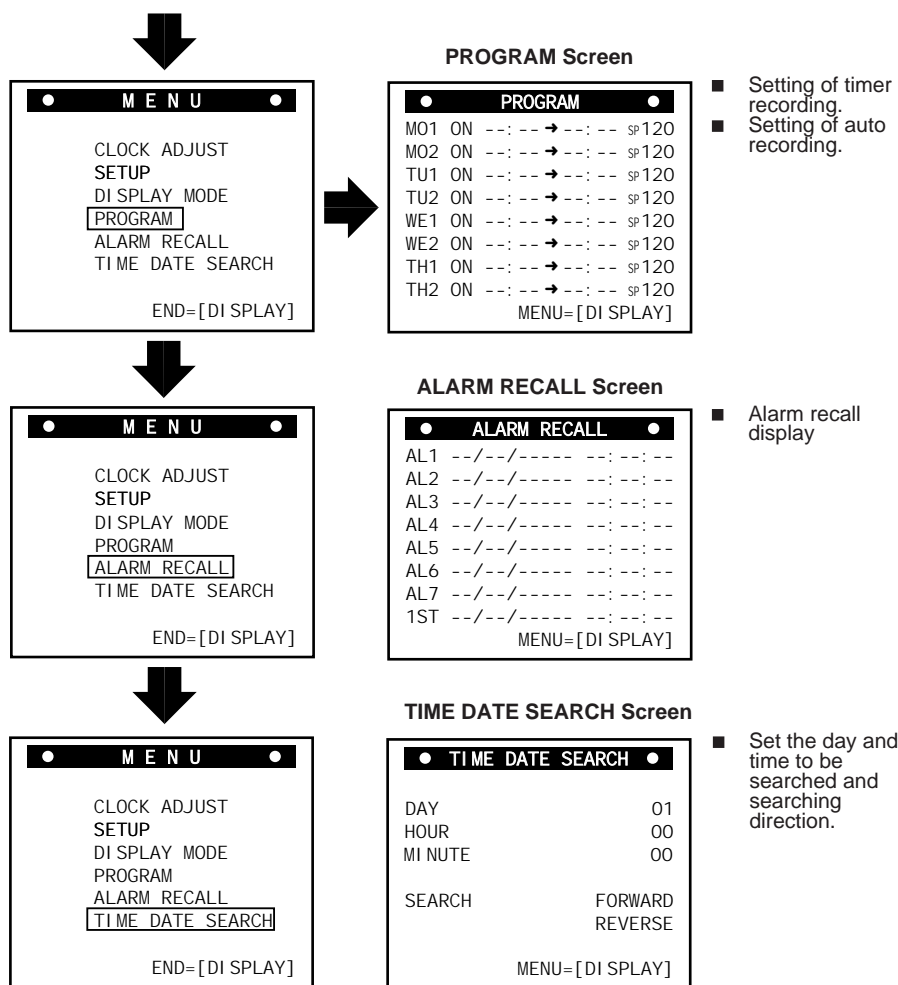 PROGRAM Screen
● M E N U ●
CLOCK ADJUST
SETUP
DISPLAY MODE
PROGRAM
ALARM RECALL
TIME DATE SEARCH
END=[DISPLAY]
● PROGRAM ●
MO1 ON --:-- ➜ --:-- SP120
MO2 ON --:-- ➜ --:-- SP120
TU1 ON --:-- ➜ --:-- SP120
TU2 ON --:-- ➜ --:-- SP120
WE1 ON --:-- ➜ --:-- SP120
WE2 ON --:-- ➜ --:-- SP120
TH1 ON --:-- ➜ --:-- SP120
TH2 ON --:-- ➜ --:-- SP120
MENU=[DISPLAY]
■ Setting of timer
recording.
■ Setting of auto
recording.
ALARM RECALL Screen
● M E N U ●
CLOCK ADJUST
SETUP
DISPLAY MODE
PROGRAM
ALARM RECALL
TIME DATE SEARCH
END=[DISPLAY]
● ALARM RECALL ●
AL1 --/--/----- --:--:--
AL2 --/--/----- --:--:--
AL3 --/--/----- --:--:--
AL4 --/--/----- --:--:--
AL5 --/--/----- --:--:--
AL6 --/--/----- --:--:--
AL7 --/--/----- --:--:--
1ST --/--/----- --:--:--
MENU=[DISPLAY]
■ Alarm recall
display
TIME DATE SEARCH Screen
● M E N U ●
CLOCK ADJUST
SETUP
DISPLAY MODE
PROGRAM
ALARM RECALL
TIME DATE SEARCH
END=[DISPLAY]
● TIME DATE SEARCH ●
DAY 01
HOUR 00
MINUTE 00
SEARCH FORWARD
REVERSE
MENU=[DISPLAY]
■ Set the day and
time to be
searched and
searching
direction.